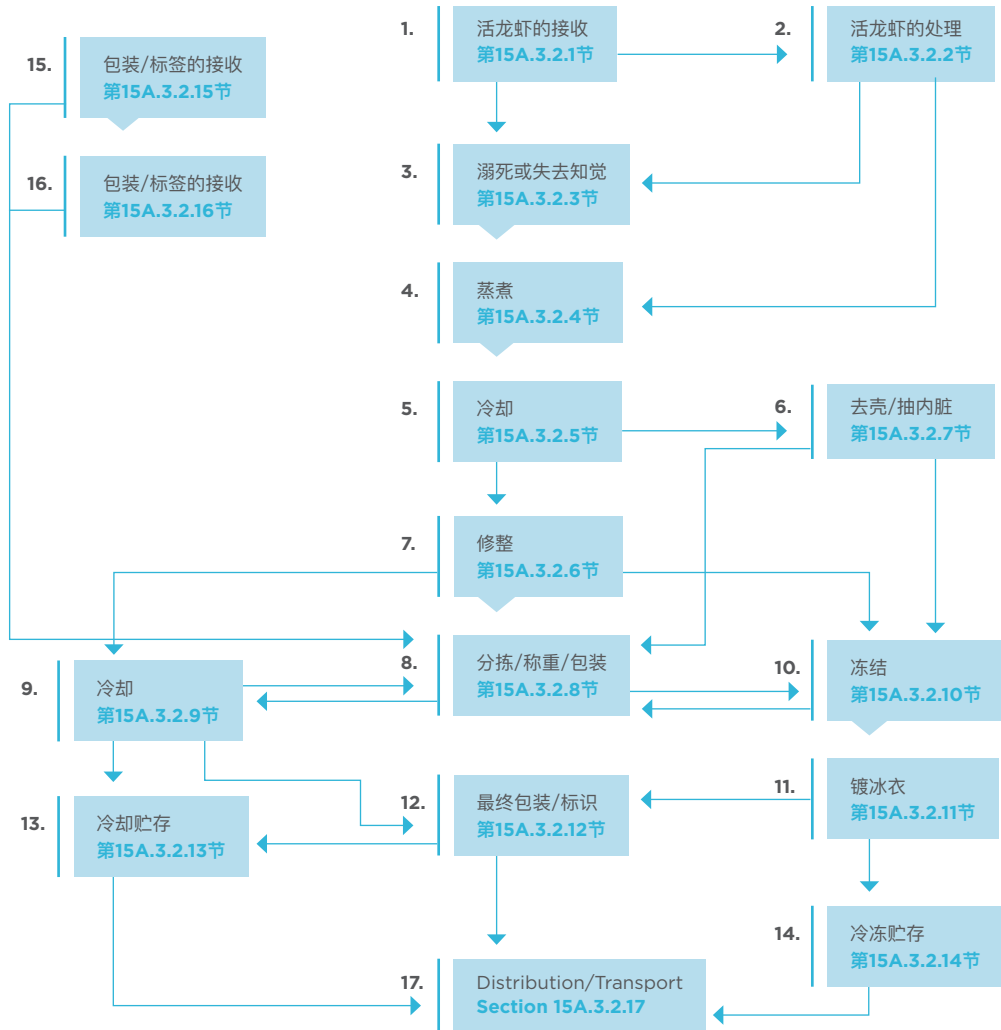 1.
活龙虾的接收
第15A.3.2.1节
2.
活龙虾的处理
第15A.3.2.2节
15.
包装/标签的接收
第15A.3.2.15节
16.
包装/标签的接收
第15A.3.2.16节
3.
溺死或失去知觉
第15A.3.2.3节
4.
蒸煮
第15A.3.2.4节
5.
冷却
第15A.3.2.5节
6.
去壳/抽内脏
第15A.3.2.7节
7.
修整
第15A.3.2.6节
8.
分拣/称重/包装
第15A.3.2.8节
9.
冷却
第15A.3.2.9节
10.
冻结
第15A.3.2.10节
11.
镀冰衣
第15A.3.2.11节
12.
最终包装/标识
第15A.3.2.12节
13.
冷却贮存
第15A.3.2.13节
14.
冷冻贮存
第15A.3.2.14节
17.
Distribution/Transport
Section 15A.3.2.17